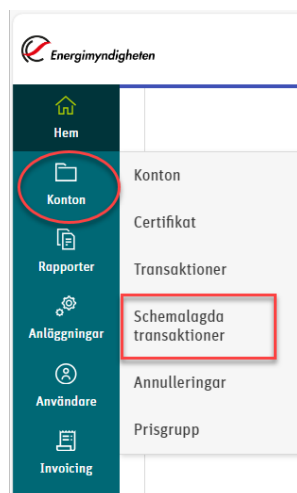 Energimyndigheten
Hem
Konton
Rapporter
Anläggningar
Användare
Invoicing
Konton
Certifikat
Transaktioner
Schemalagda
transaktioner
Annulleringar
Prisgrupp